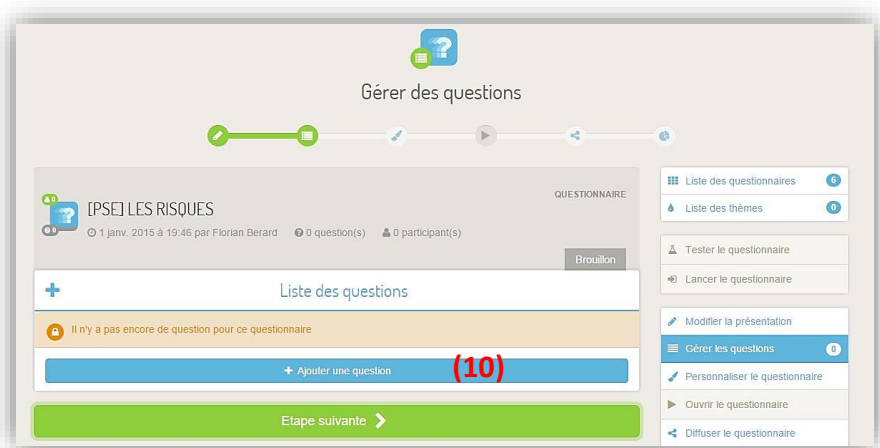 Gérer des questions
[PSE] LES RISQUES
QUESTIONNAIRE
0
0
1 janv. 2015 à 19:46 par Florian Berard 0 question(s) 0 participant(s)
Brouillon
Liste des questions
Il n'y a pas encore de question pour ce questionnaire
+ Ajouter une question (10)
Etape suivante
Liste des questionnaires 6
Liste des thèmes 0
Tester le questionnaire
Lancer le questionnaire
Modifier la présentation
Gérer les questions 0
Personnaliser le questionnaire
Ouvrir le questionnaire
Diffuser le questionnaire